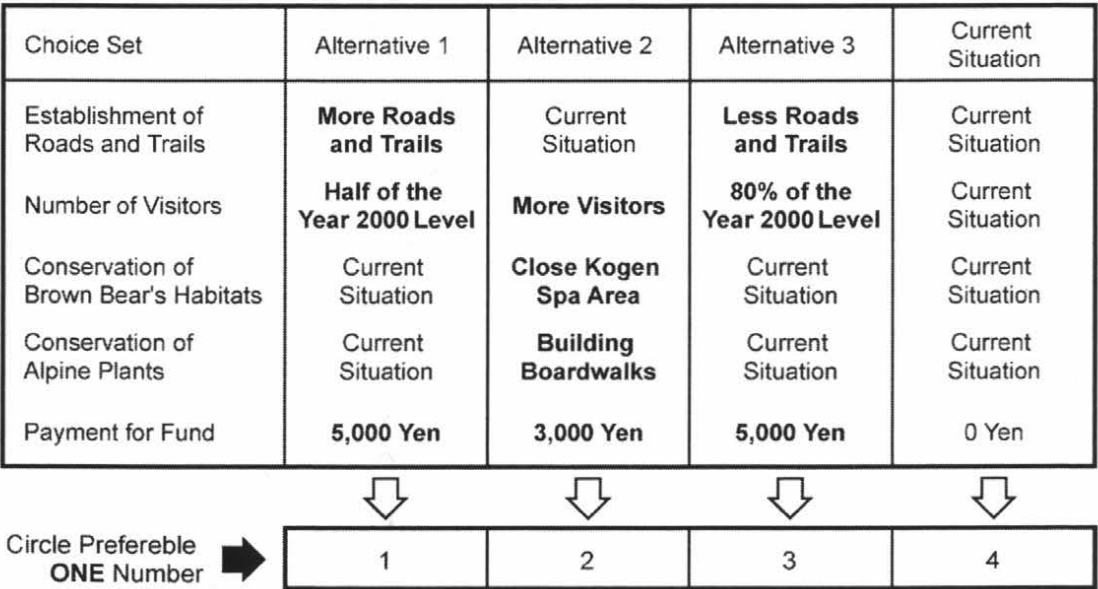 Choice Set
Alternative 1
Alternative 2
Alternative 3
Current
Situation
Establishment of
Roads and Trails
More Roads
and Trails
Current
Situation
Less Roads
and Trails
Current
Situation
Number of Visitors
Half of the
Year 2000 Level
More Visitors
80% of the
Year 2000 Level
Current
Situation
Conservation of
Brown Bear's Habitats
Current
Situation
Close Kogen
Spa Area
Current
Situation
Current
Situation
Conservation of
Alpine Plants
Current
Situation
Building
Boardwalks
Current
Situation
Current
Situation
Payment for Fund
5,000 Yen
3,000 Yen
5,000 Yen
0 Yen
Circle Prefereble
ONE Number
1
2
3
4